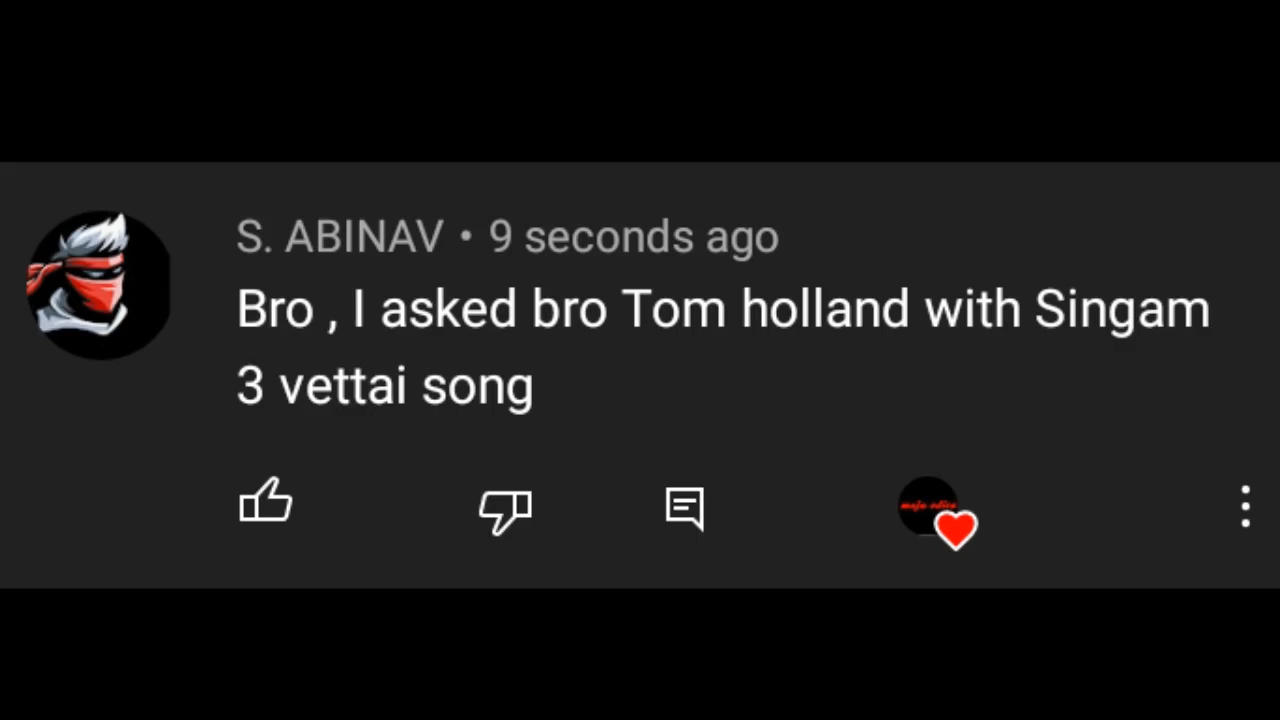 S. ABINAV • 9 seconds ago
Bro , I asked bro Tom holland with Singam
3 vettai song